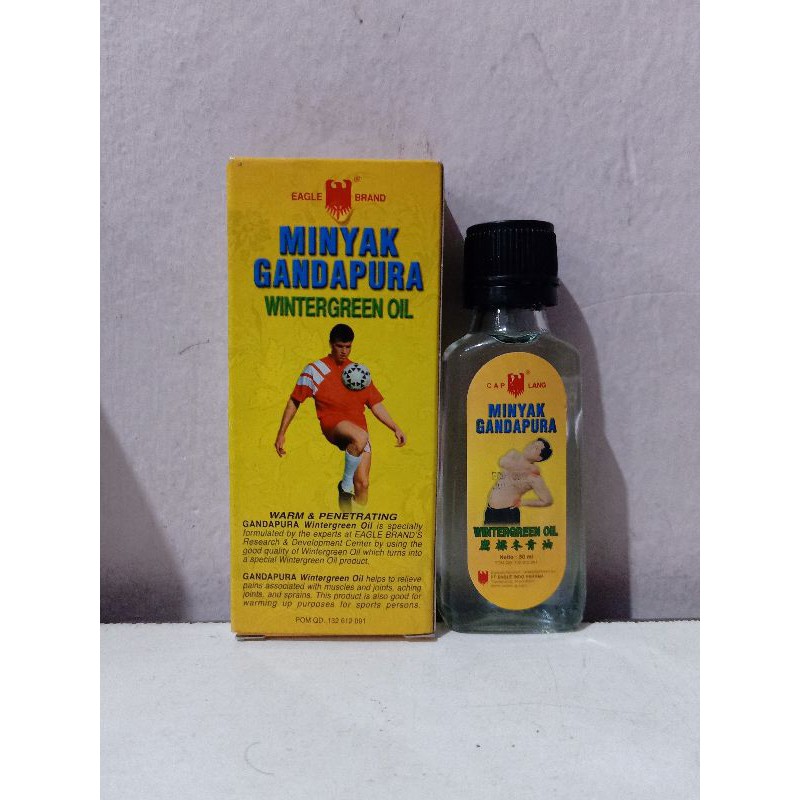 EAGLE BRAND
MINYAK
GANDAPURA
WINTERGREEN OIL
WARM & PENETRATING
GANDAPURA Wintergreen Oil is specially
formulated by the experts at EAGLE BRAND'S
Research & Development Center by using the
good quality of Wintergreen Oil which turns into
a special Wintergreen Oil product.
GANDAPURA Wintergreen Oil helps to relieve
pains associated with muscles and joints, aching
joints, and sprains. This product is also good for
warming up purposes for sports persons.
POM QD. 132 612 091
CAP LANG
MINYAK
GANDAPURA
WINTERGREEN OIL
鷹標冬青油
Netto : 30 ml